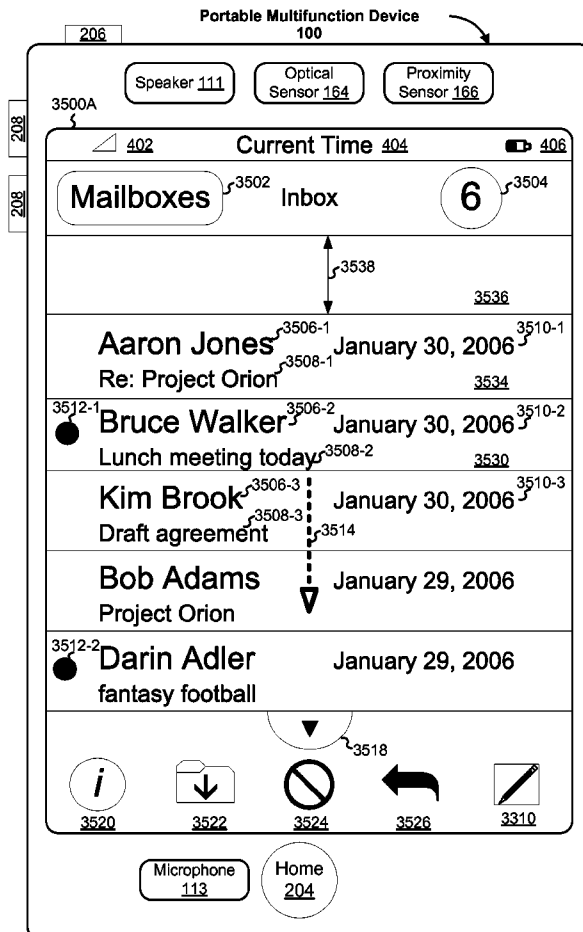 Portable Multifunction Device
100
206
Speaker 111
Optical Sensor 164
Proximity Sensor 166
3500A
208
208
402
Current Time 404
406
Mailboxes
3502
Inbox
6
3504
3538
3536
Aaron Jones
3506-1
January 30, 2006
3510-1
Re: Project Orion
3508-1
3534
3512-1
Bruce Walker
3506-2
January 30, 2006
3510-2
Lunch meeting today
3508-2
3530
Kim Brook
3506-3
January 30, 2006
3510-3
Draft agreement
3508-3
3514
Bob Adams
January 29, 2006
Project Orion
3512-2
Darin Adler
January 29, 2006
fantasy football
3518
i
3520
3522
3524
3526
3310
Microphone
113
Home
204